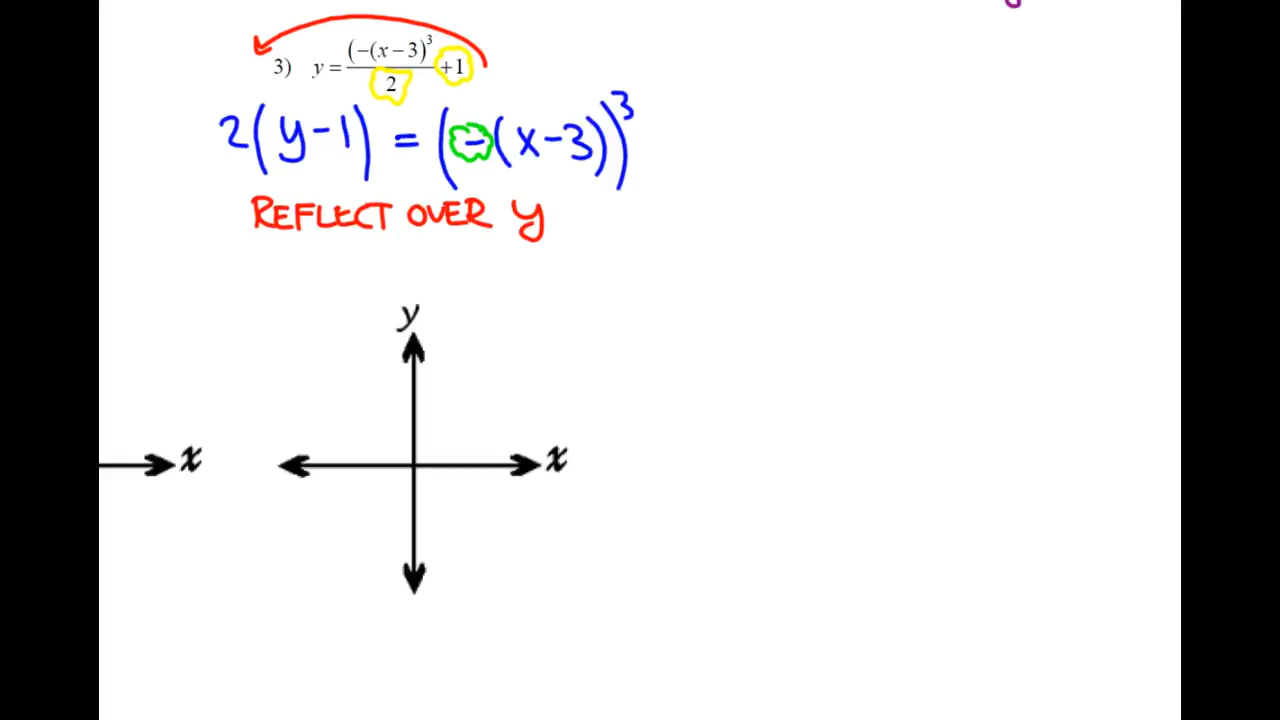 3) y = (-(x-3)^3 / 2 + 1
2(y-1) = (-(x-3))^3
REFLECT OVER y
y
x
x